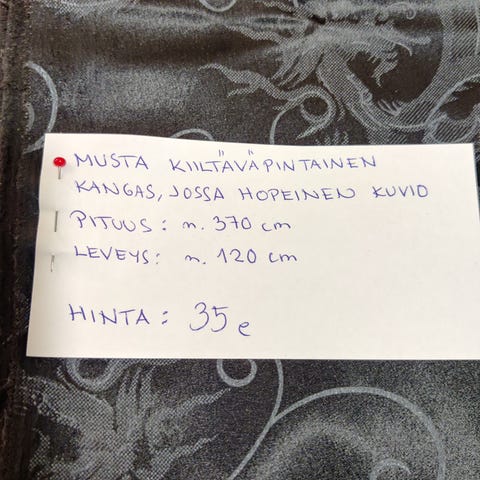 MUSTA KIILTÄVÄPINTAINEN
KANGAS, JOSSA HOPEINEN KUVIO
PITUUS: n. 370 cm
LEVEYS: n. 120 cm
HINTA: 35 e